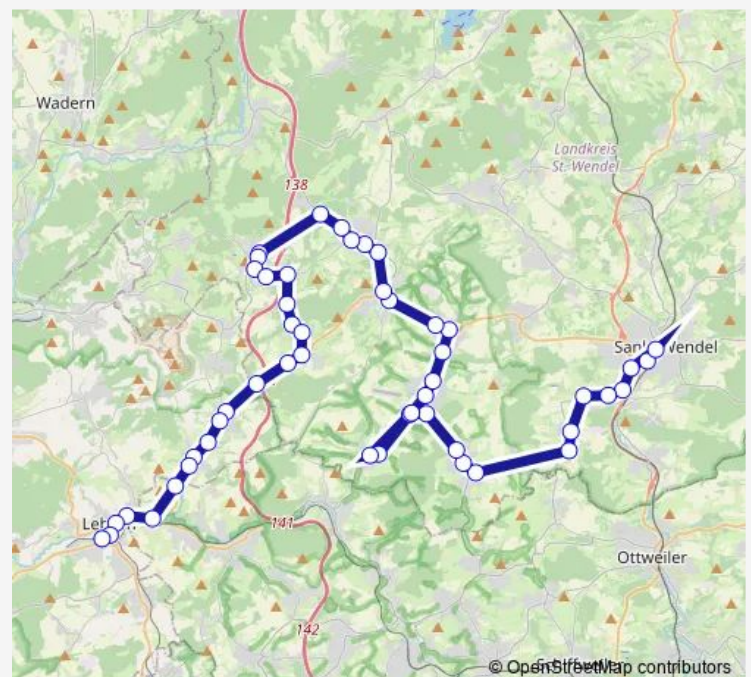 Wadern
Landkreis
St. Wendel
138
Sankt Wendel
Lebach
141
Ottweiler
142
© OpenStreetMap contributors